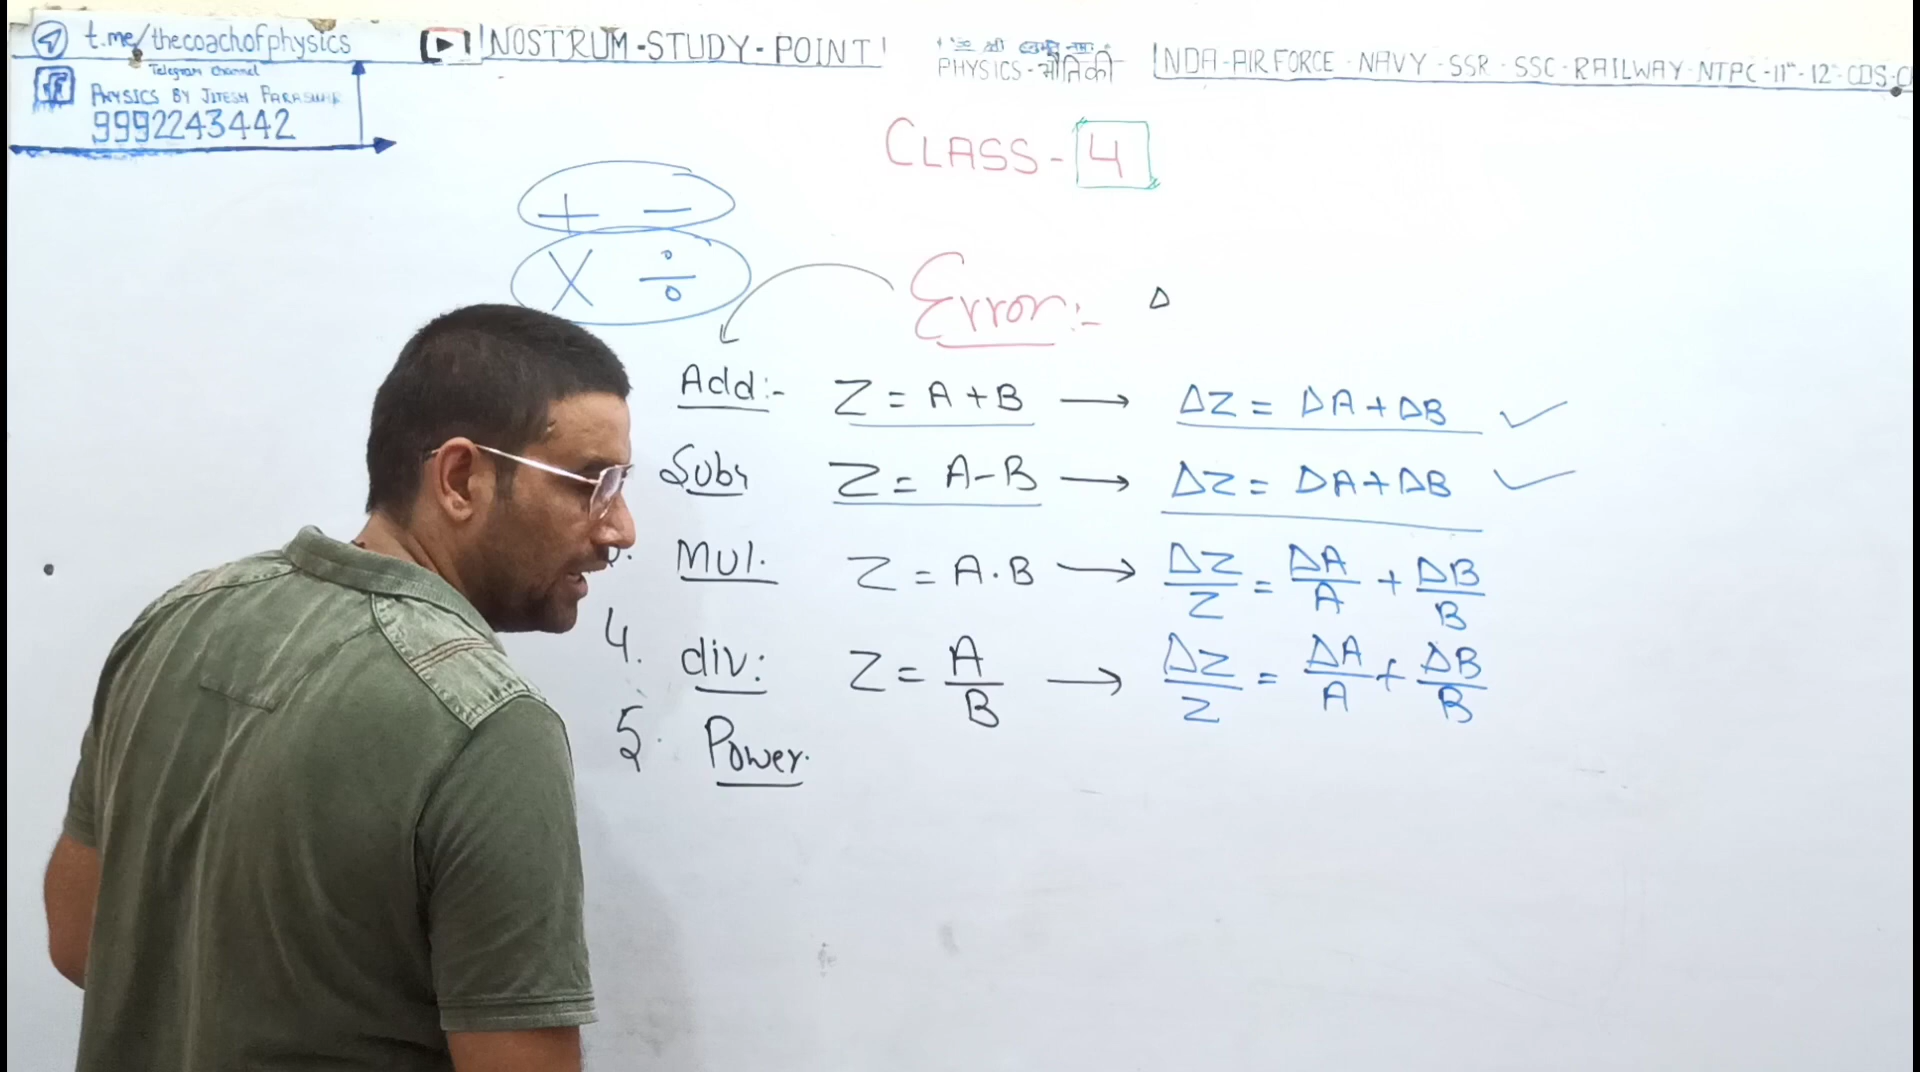 t.me/thecoachofphysics
Telegram Channel
PHYSICS BY JITESH PARASHAR
9992243442
NOSTRUM-STUDY-POINT
PHYSICS-भौतिकी
NDA-AIR FORCE-NAVY-SSR-SSC-RAILWAY-NTPC-11th-12th-CDS-C
CLASS-4
+ -
× ÷
Error:- Δ
Add:- Z = A + B → ΔZ = ΔA + ΔB ✓
Subs Z = A - B → ΔZ = ΔA + ΔB ✓
Mul. Z = A.B → ΔZ/Z = ΔA/A + ΔB/B
4. div: Z = A/B → ΔZ/Z = ΔA/A + ΔB/B
5. Power.